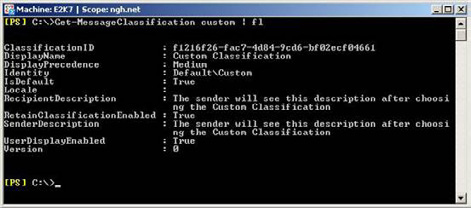 Machine: E2K7 | Scope: ngh.net
[PS] C:\>Get-MessageClassification custom | fl
ClassificationID : f1216f26-fac7-4d84-9cd6-bf02ecf04661
DisplayName : Custom Classification
DisplayPrecedence : Medium
Identity : Default\Custom
IsDefault : True
Locale :
RecipientDescription : The sender will see this description after choosi
ng the Custom Classification
RetainClassificationEnabled : True
SenderDescription : The sender will see this description after choosi
ng the Custom Classification
UserDisplayEnabled : True
Version : 0
[PS] C:\>_